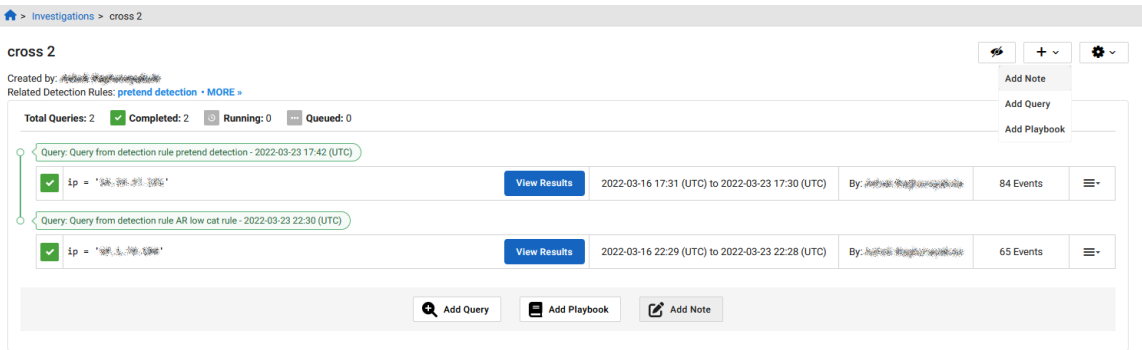 > Investigations > cross 2
cross 2
Created by:
Related Detection Rules: pretend detection • MORE »
Add Note
Add Query
Add Playbook
Total Queries: 2 Completed: 2 Running: 0 Queued: 0
Query: Query from detection rule pretend detection - 2022-03-23 17:42 (UTC)
ip = ' ' View Results 2022-03-16 17:31 (UTC) to 2022-03-23 17:30 (UTC) By: 84 Events
Query: Query from detection rule AR low cat rule - 2022-03-23 22:30 (UTC)
ip = ' ' View Results 2022-03-16 22:29 (UTC) to 2022-03-23 22:28 (UTC) By: 65 Events
Add Query Add Playbook Add Note